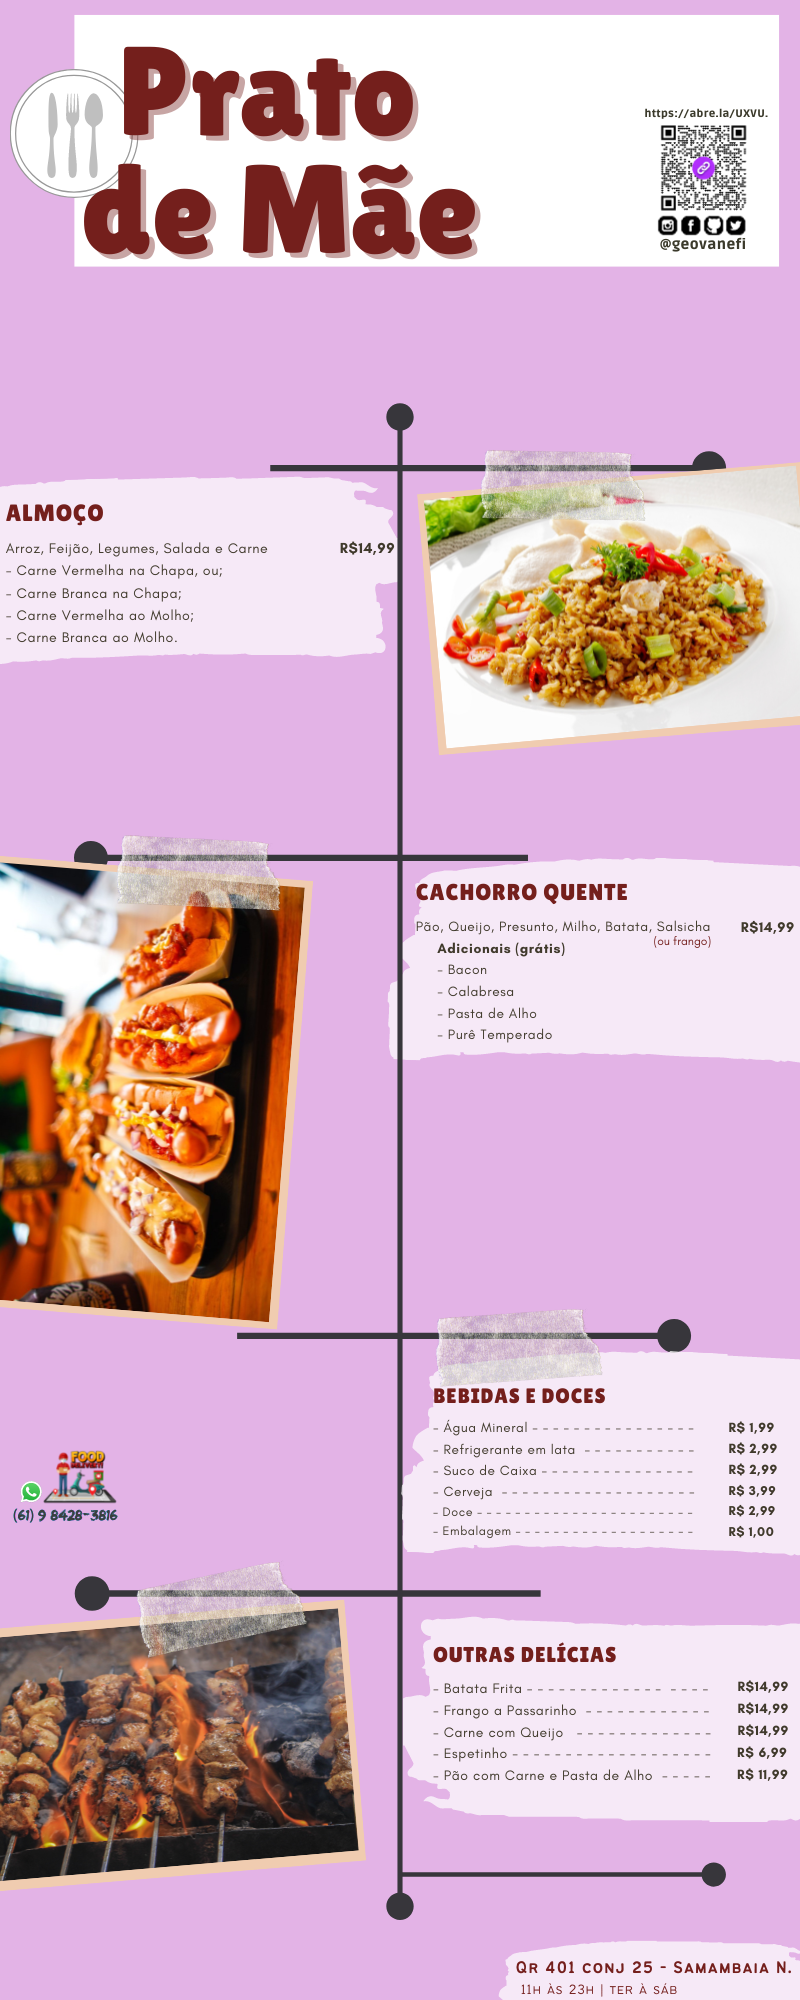 Prato
de Mãe
https://abre.la/UXVU.
@geovanefi
ALMOÇO
Arroz, Feijão, Legumes, Salada e Carne R$14,99
- Carne Vermelha na Chapa, ou;
- Carne Branca na Chapa;
- Carne Vermelha ao Molho;
- Carne Branca ao Molho.
CACHORRO QUENTE
Pão, Queijo, Presunto, Milho, Batata, Salsicha R$14,99
(ou frango)
Adicionais (grátis)
- Bacon
- Calabresa
- Pasta de Alho
- Purê Temperado
BEBIDAS E DOCES
- Água Mineral - - - - - - - - - - - - - - - - - R$ 1,99
- Refrigerante em lata - - - - - - - - - - - R$ 2,99
- Suco de Caixa - - - - - - - - - - - - - - - - R$ 2,99
- Cerveja - - - - - - - - - - - - - - - - - - - - R$ 3,99
- Doce - - - - - - - - - - - - - - - - - - - - - - - R$ 2,99
- Embalagem - - - - - - - - - - - - - - - - - - R$ 1,00
FOOD
DELIVERY
(61) 9 8428-3816
OUTRAS DELÍCIAS
- Batata Frita - - - - - - - - - - - - - - - - - - R$14,99
- Frango a Passarinho - - - - - - - - - - - - - R$14,99
- Carne com Queijo - - - - - - - - - - - - - - R$14,99
- Espetinho - - - - - - - - - - - - - - - - - - - - R$ 6,99
- Pão com Carne e Pasta de Alho - - - - - R$ 11,99
QR 401 CONJ 25 - SAMAMBAIA N.
11H ÀS 23H | TER À SÁB